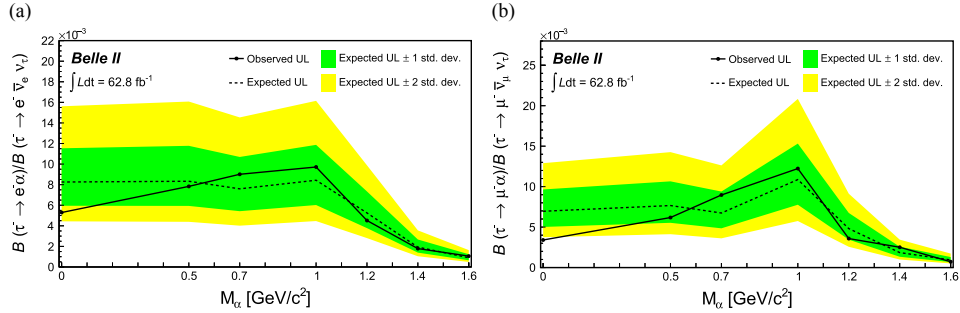 (a)
×10⁻³
Belle II
∫ Ldt = 62.8 fb⁻¹
Observed UL
Expected UL
Expected UL ± 1 std. dev.
Expected UL ± 2 std. dev.
B (τ⁻ → e⁻α)/B (τ⁻ → e⁻ ν̅ₑ ν_τ)
22
20
18
16
14
12
10
8
6
4
2
0
0 0.5 0.7 1 1.2 1.4 1.6
M_α [GeV/c²]
(b)
×10⁻³
Belle II
∫ Ldt = 62.8 fb⁻¹
Observed UL
Expected UL
Expected UL ± 1 std. dev.
Expected UL ± 2 std. dev.
B (τ⁻ → μ⁻α)/B (τ⁻ → μ⁻ ν̅_μ ν_τ)
25
20
15
10
5
0
0 0.5 0.7 1 1.2 1.4 1.6
M_α [GeV/c²]